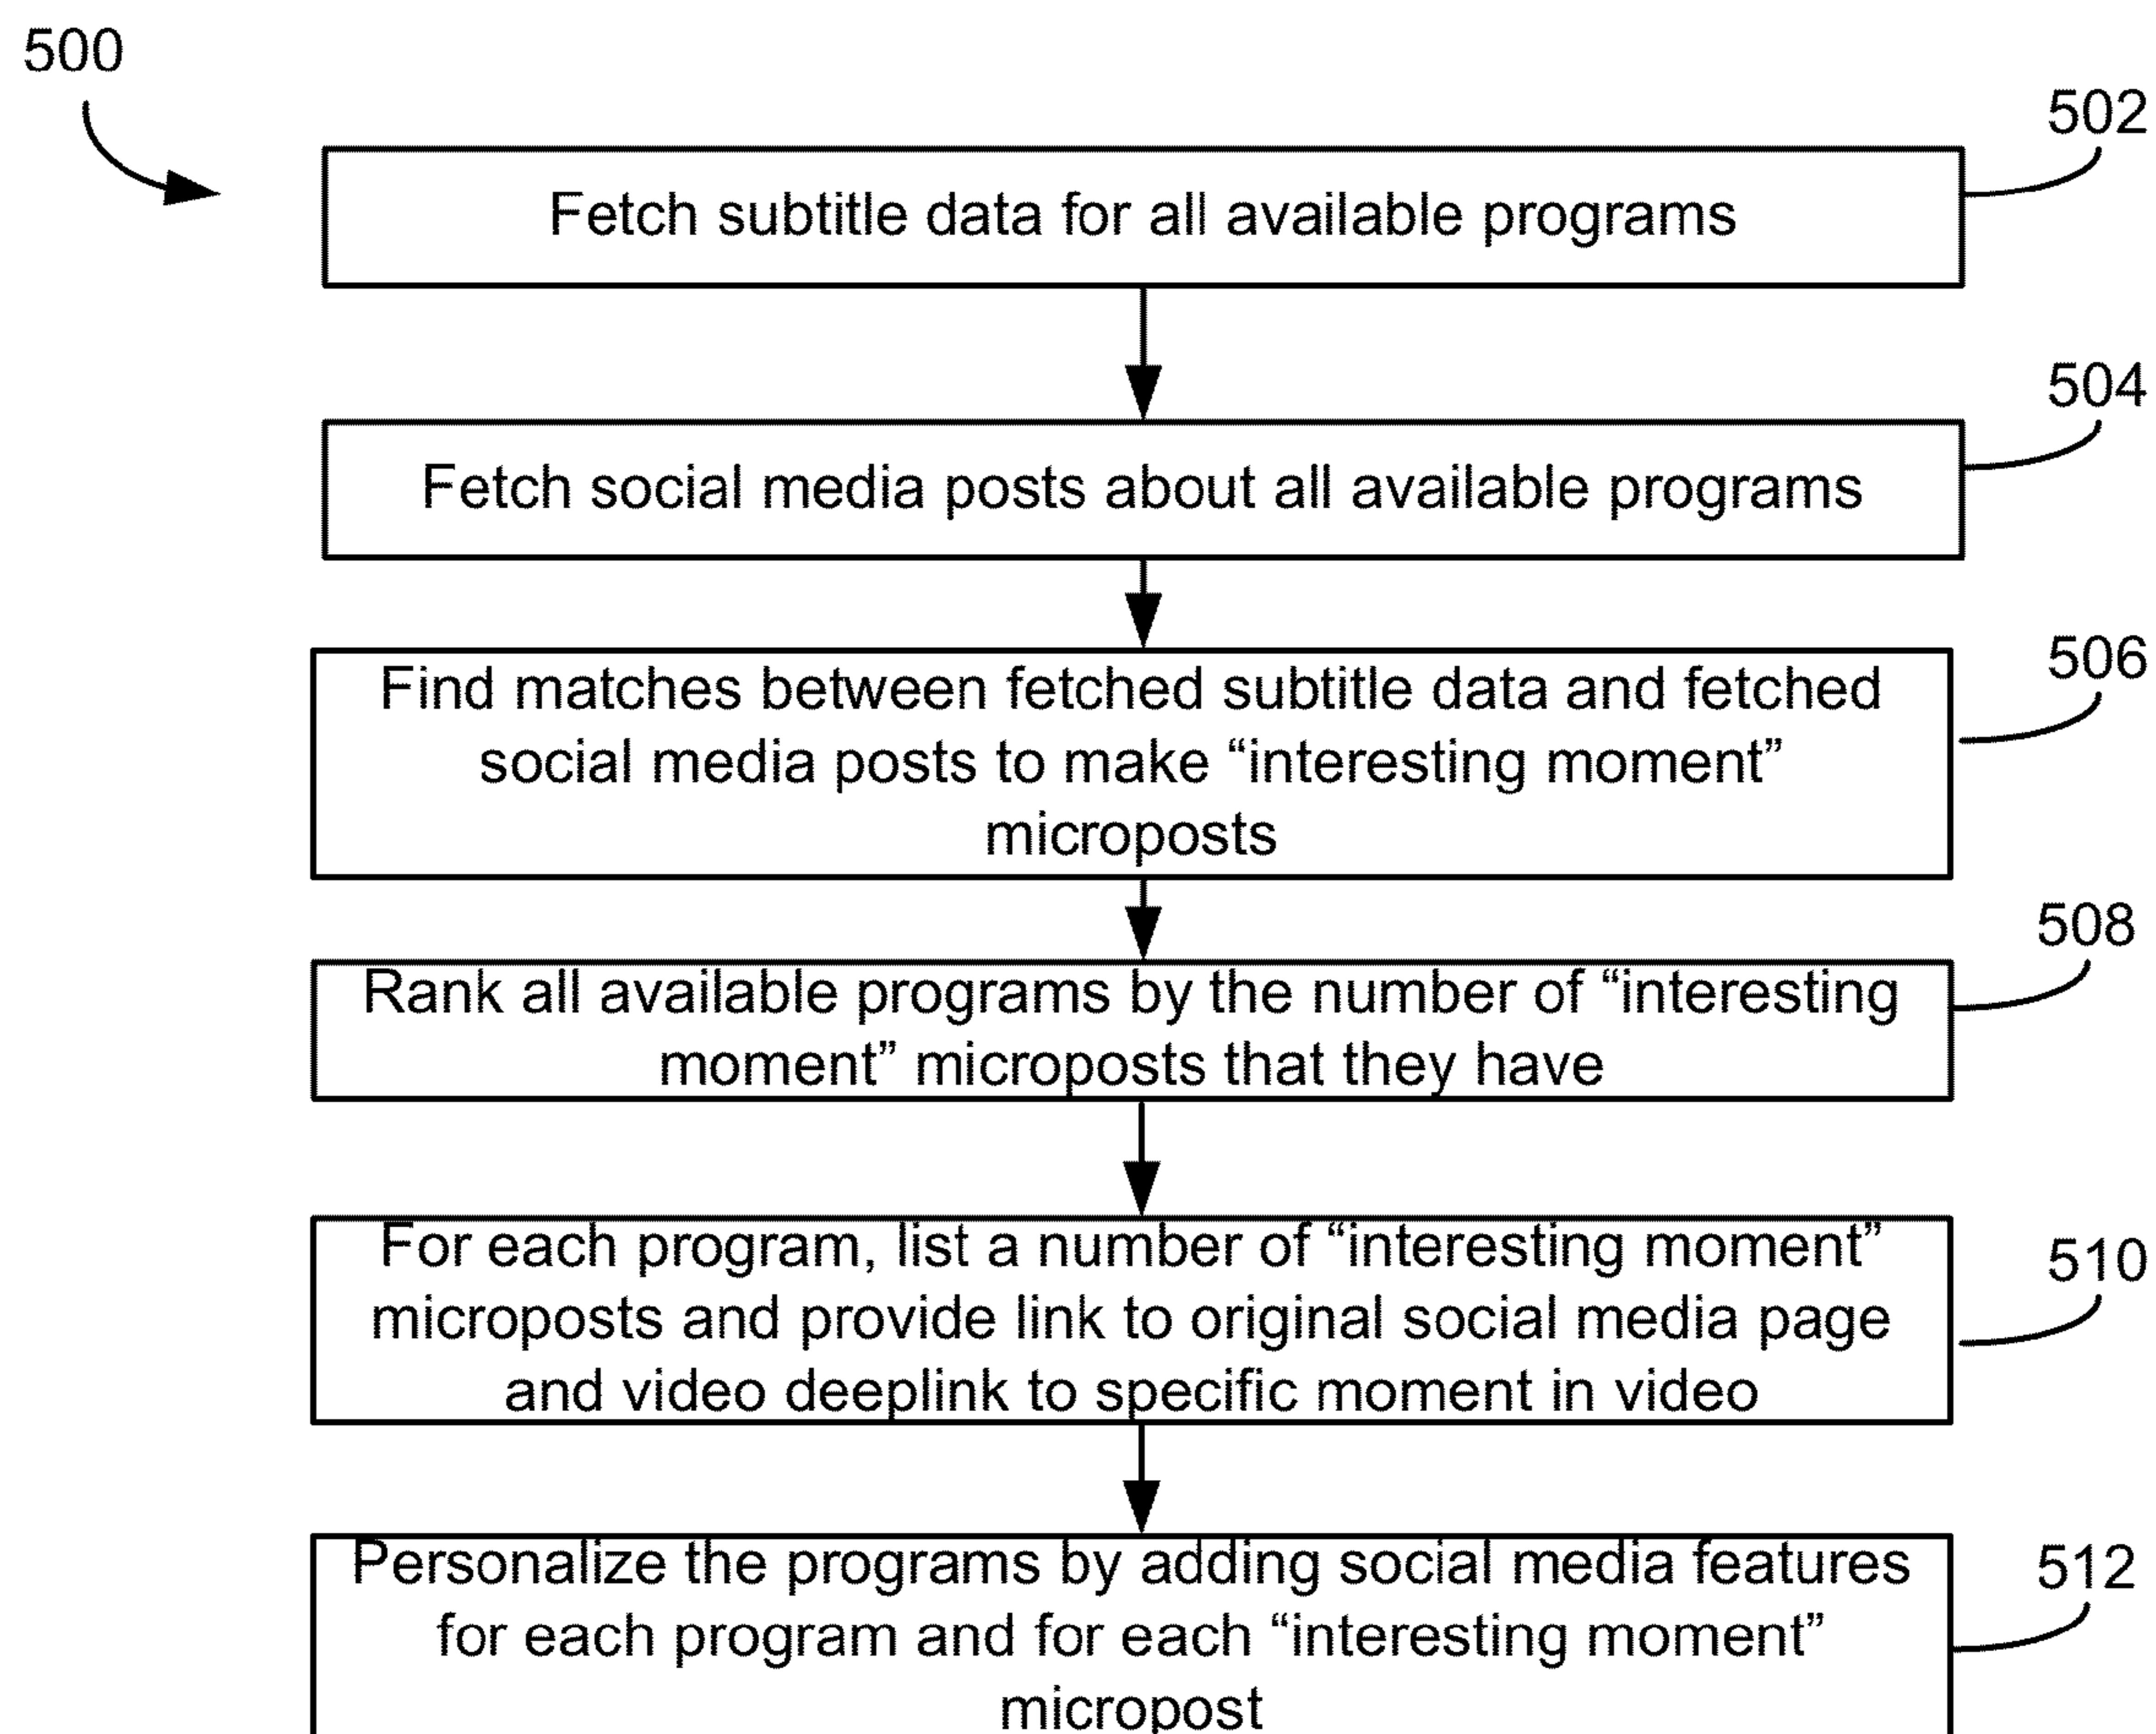 500
502
Fetch subtitle data for all available programs
504
Fetch social media posts about all available programs
506
Find matches between fetched subtitle data and fetched
social media posts to make “interesting moment”
microposts
508
Rank all available programs by the number of “interesting
moment” microposts that they have
510
For each program, list a number of “interesting moment”
microposts and provide link to original social media page
and video deeplink to specific moment in video
512
Personalize the programs by adding social media features
for each program and for each “interesting moment”
micropost